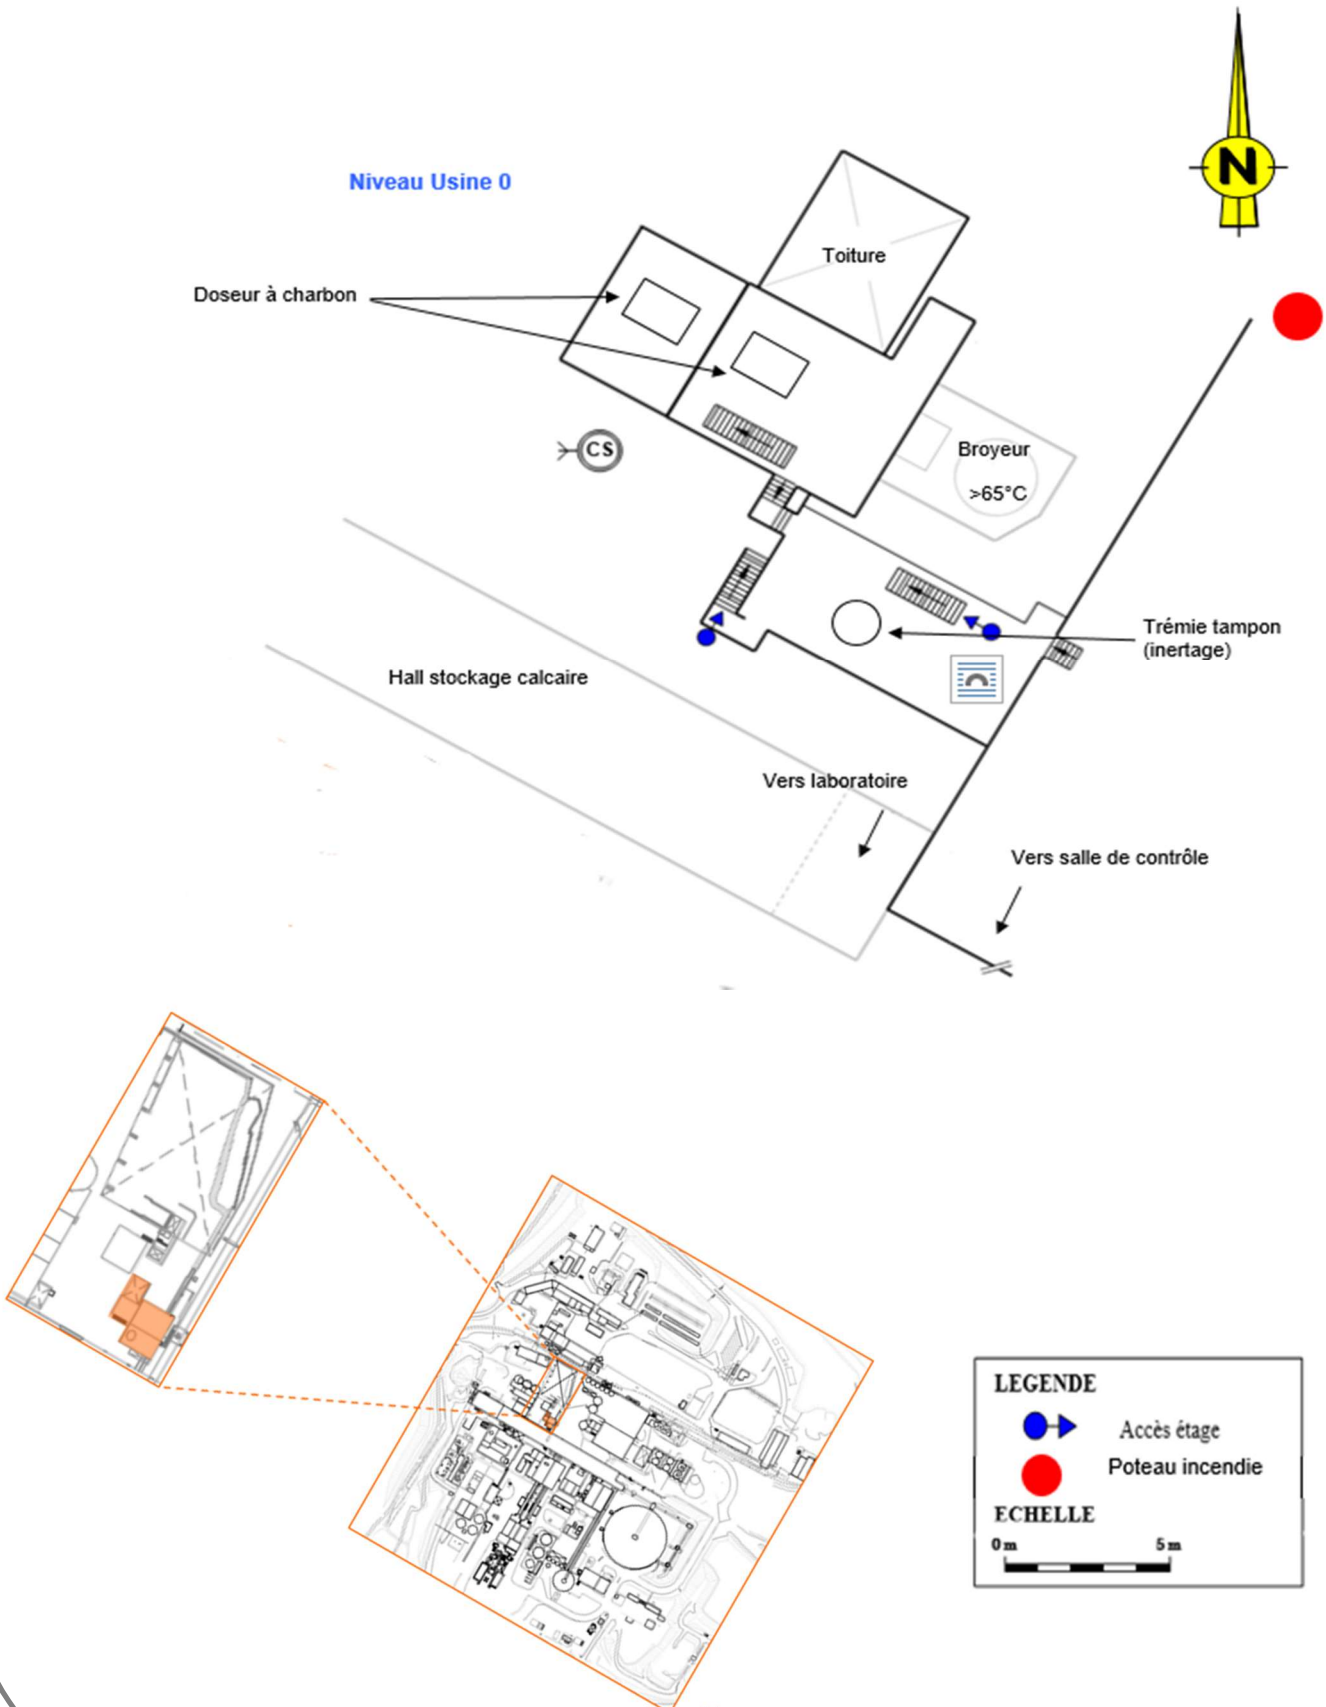 N
Niveau Usine 0
Toiture
Doseur à charbon
CS
Broyeur
>65°C
Trémie tampon
(inertage)
Hall stockage calcaire
Vers laboratoire
Vers salle de contrôle
LEGENDE
Accès étage
Poteau incendie
ECHELLE
0 m 5 m